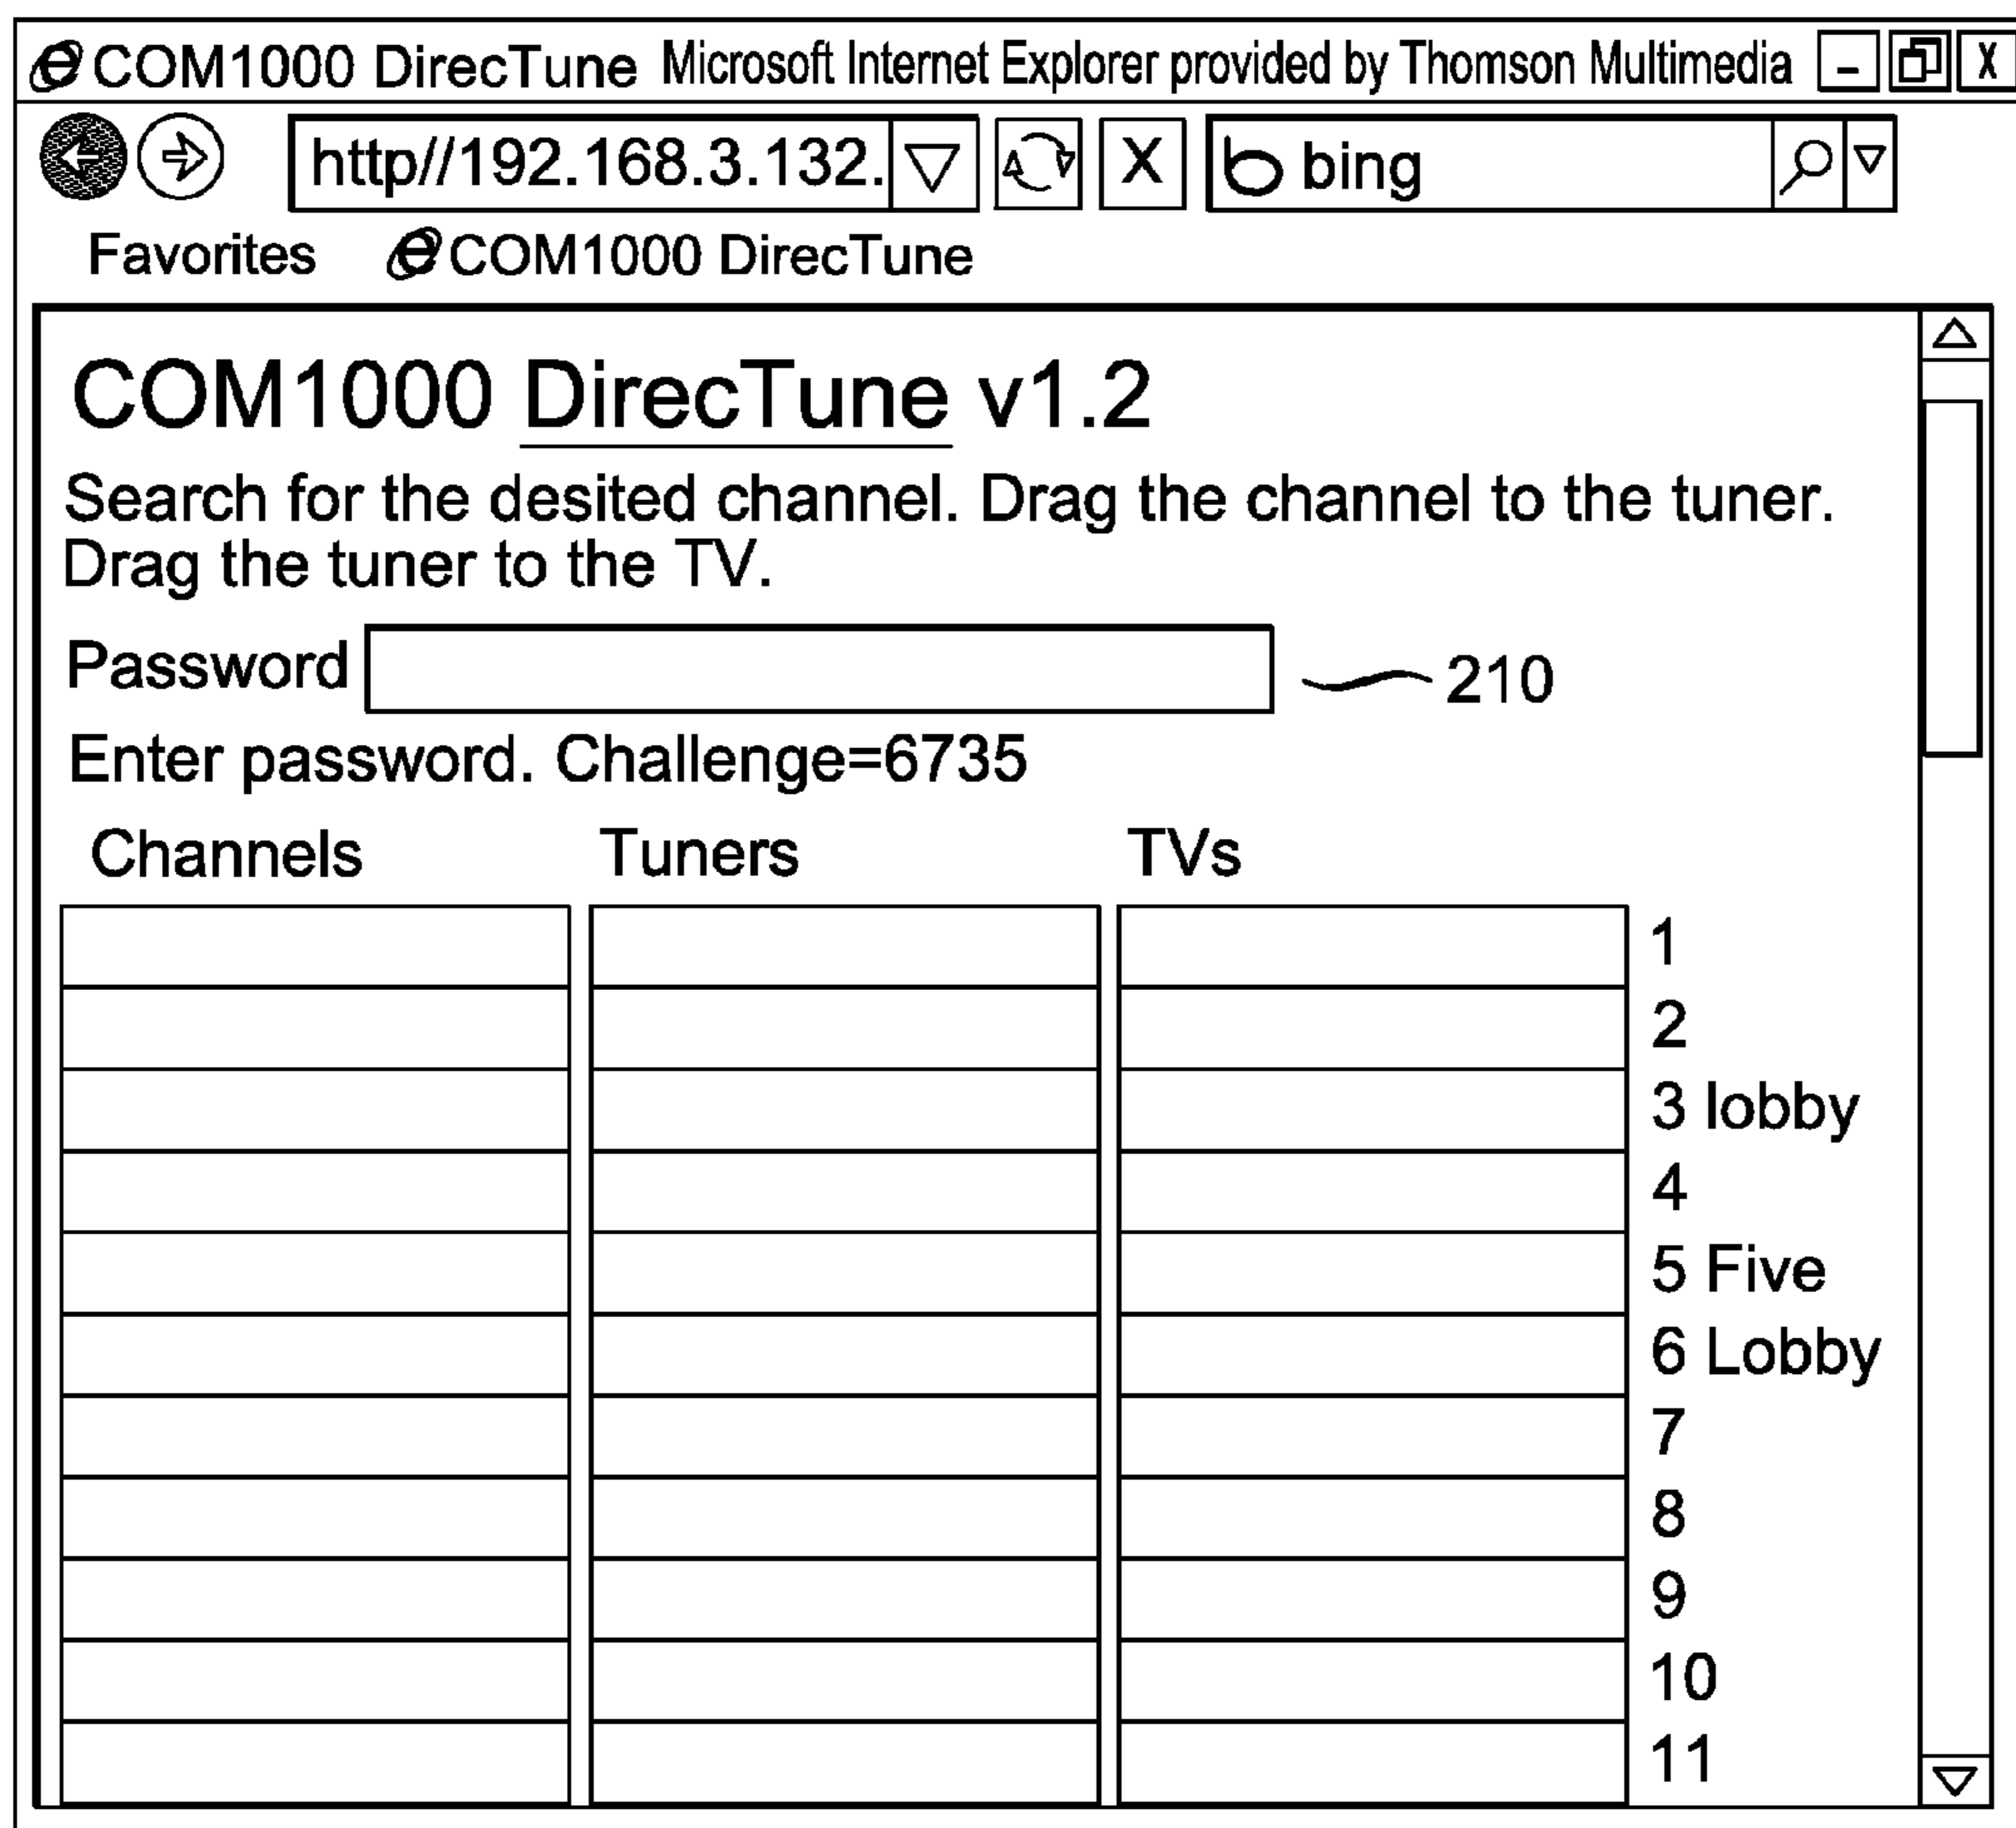 COM1000 DirecTune Microsoft Internet Explorer provided by Thomson Multimedia
http//192.168.3.132.
X
bing
Favorites
COM1000 DirecTune
COM1000 DirecTune v1.2
Search for the desited channel. Drag the channel to the tuner.
Drag the tuner to the TV.
Password
210
Enter password. Challenge=6735
Channels Tuners TVs
1
2
3 lobby
4
5 Five
6 Lobby
7
8
9
10
11